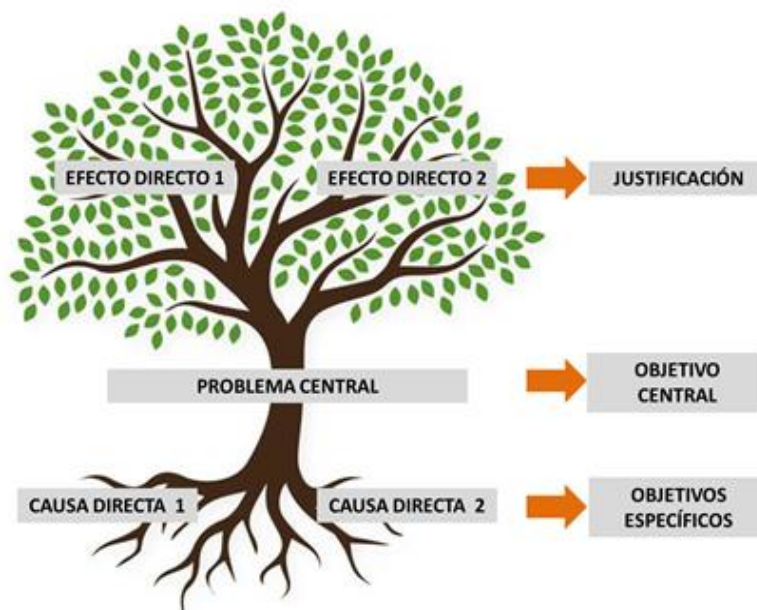 EFECTO DIRECTO 1
EFECTO DIRECTO 2
JUSTIFICACIÓN
PROBLEMA CENTRAL
OBJETIVO
CENTRAL
CAUSA DIRECTA 1
CAUSA DIRECTA 2
OBJETIVOS
ESPECÍFICOS